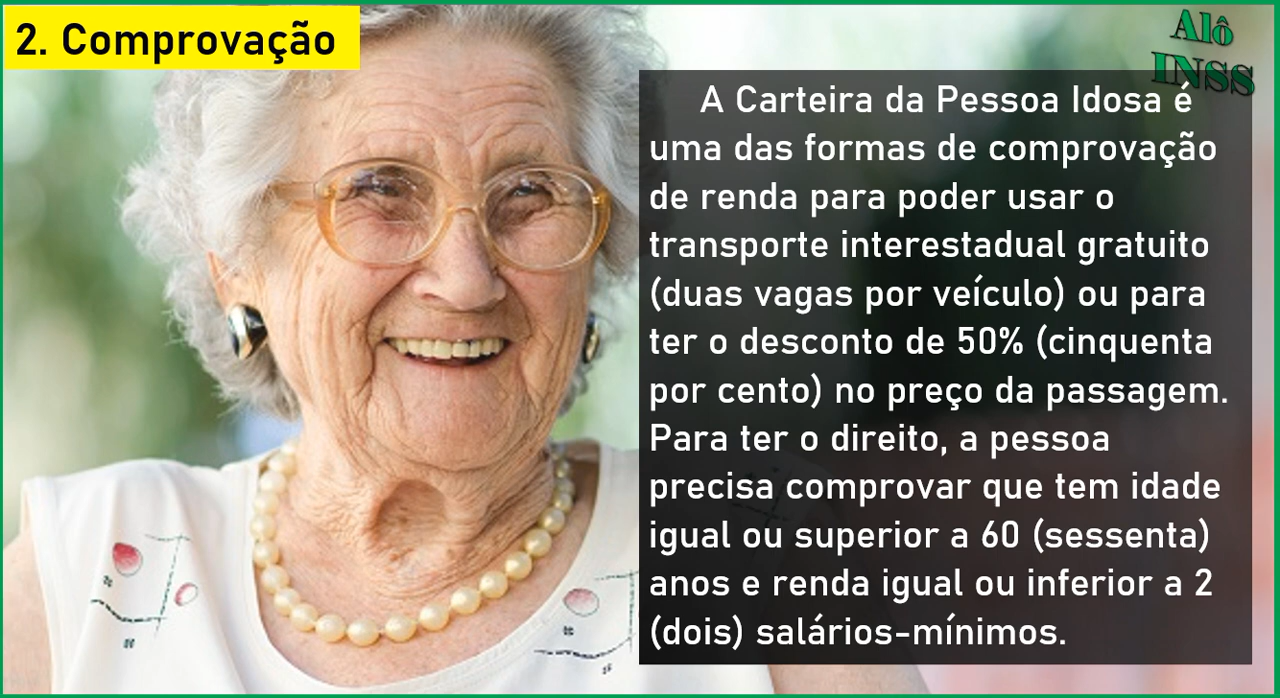 2. Comprovação
Alô
INSS
A Carteira da Pessoa Idosa é
uma das formas de comprovação
de renda para poder usar o
transporte interestadual gratuito
(duas vagas por veículo) ou para
ter o desconto de 50% (cinquenta
por cento) no preço da passagem.
Para ter o direito, a pessoa
precisa comprovar que tem idade
igual ou superior a 60 (sessenta)
anos e renda igual ou inferior a 2
(dois) salários-mínimos.